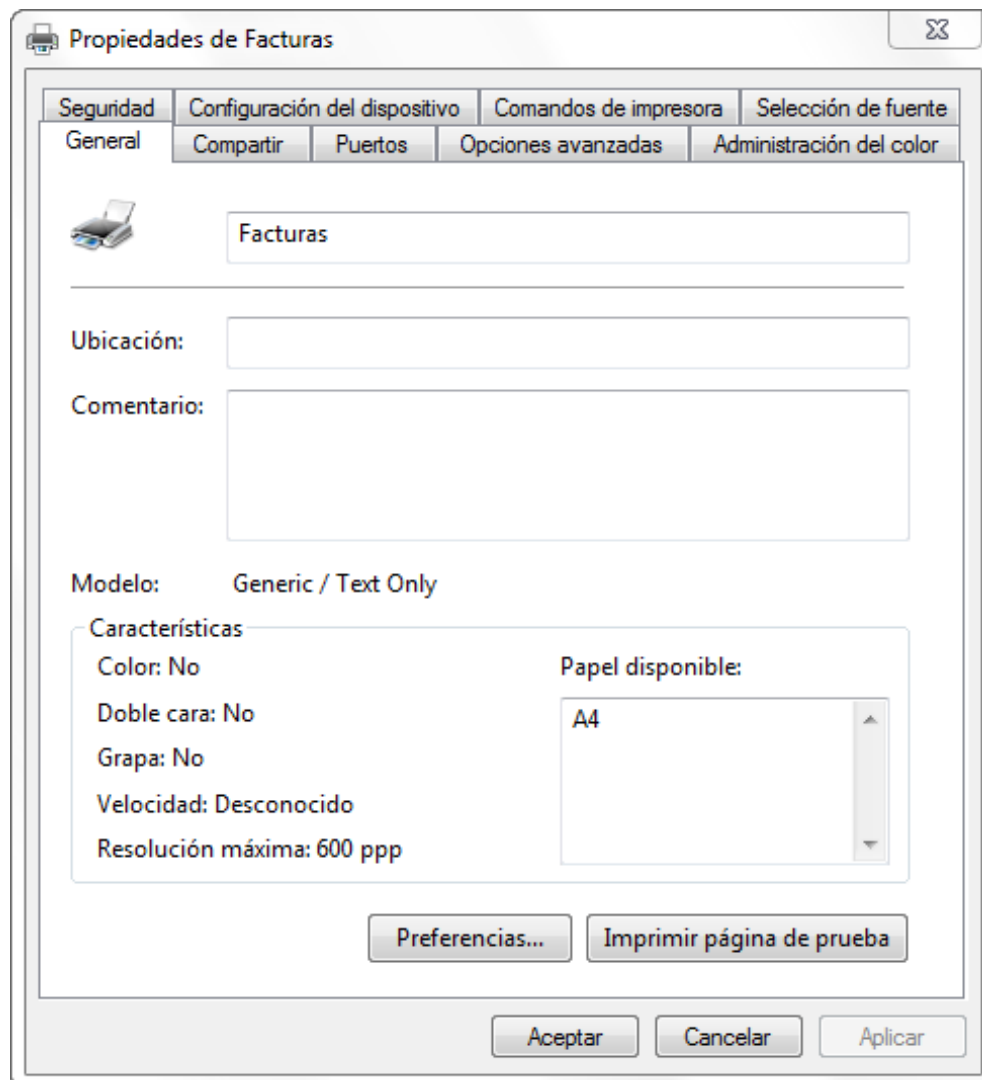 Propiedades de Facturas
Seguridad Configuración del dispositivo Comandos de impresora Selección de fuente
General Compartir Puertos Opciones avanzadas Administración del color
Facturas
Ubicación:
Comentario:
Modelo: Generic / Text Only
Características
Color: No Papel disponible:
Doble cara: No A4
Grapa: No
Velocidad: Desconocido
Resolución máxima: 600 ppp
Preferencias... Imprimir página de prueba
Aceptar Cancelar Aplicar